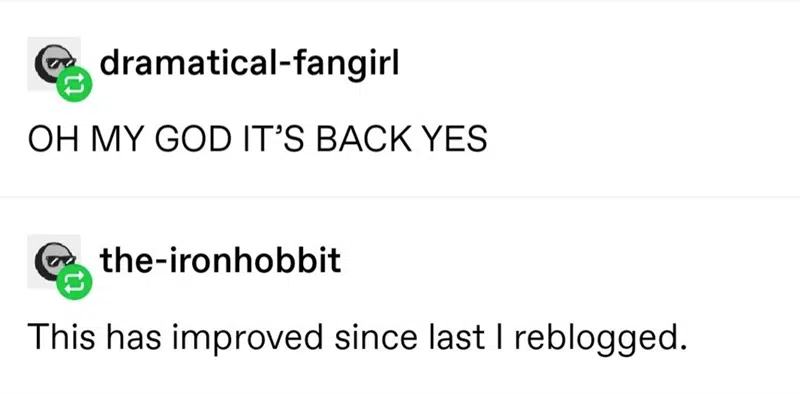 dramatical-fangirl
OH MY GOD IT’S BACK YES
the-ironhobbit
This has improved since last I reblogged.